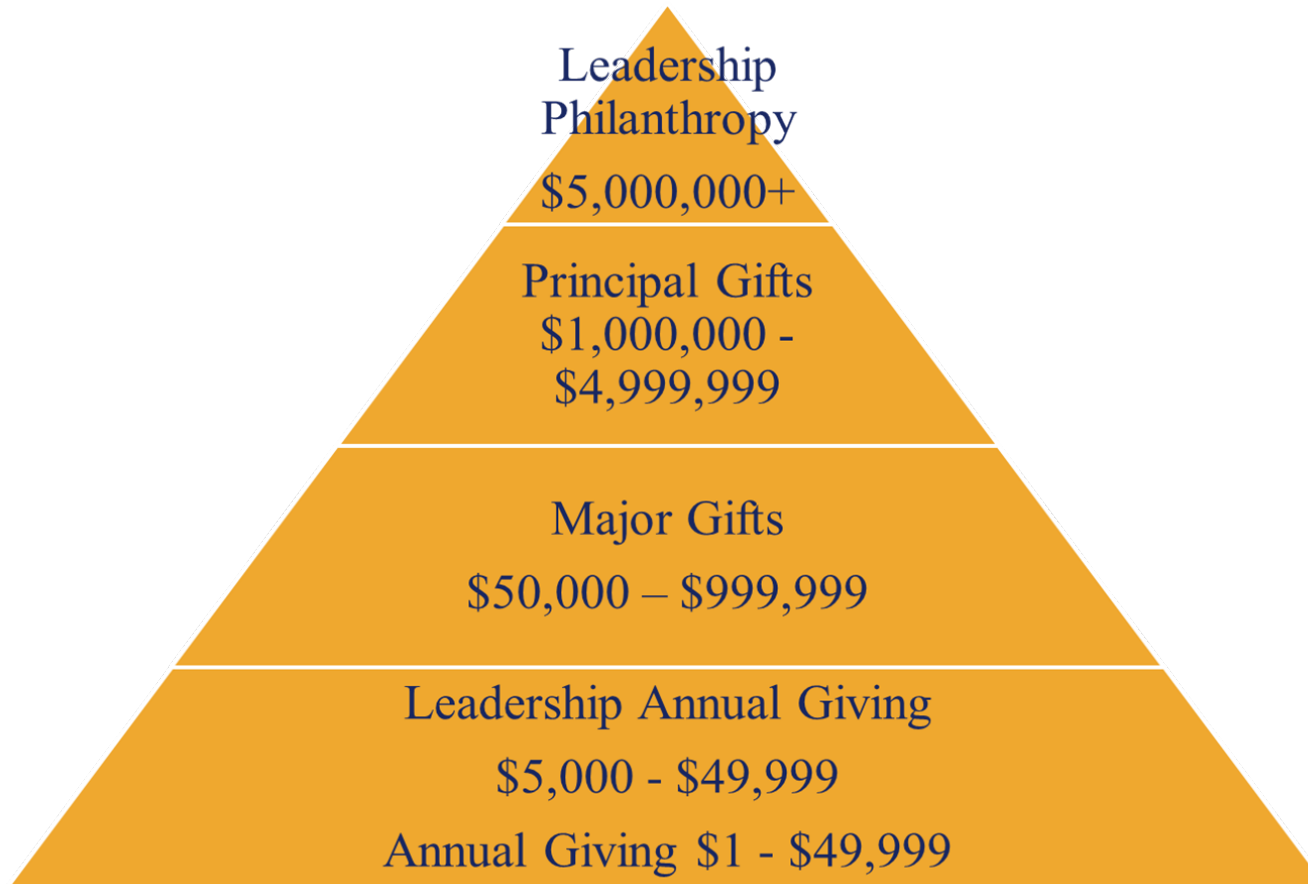 Leadership
Philanthropy
$5,000,000+
Principal Gifts
$1,000,000 -
$4,999,999
Major Gifts
$50,000 – $999,999
Leadership Annual Giving
$5,000 - $49,999
Annual Giving $1 - $49,999